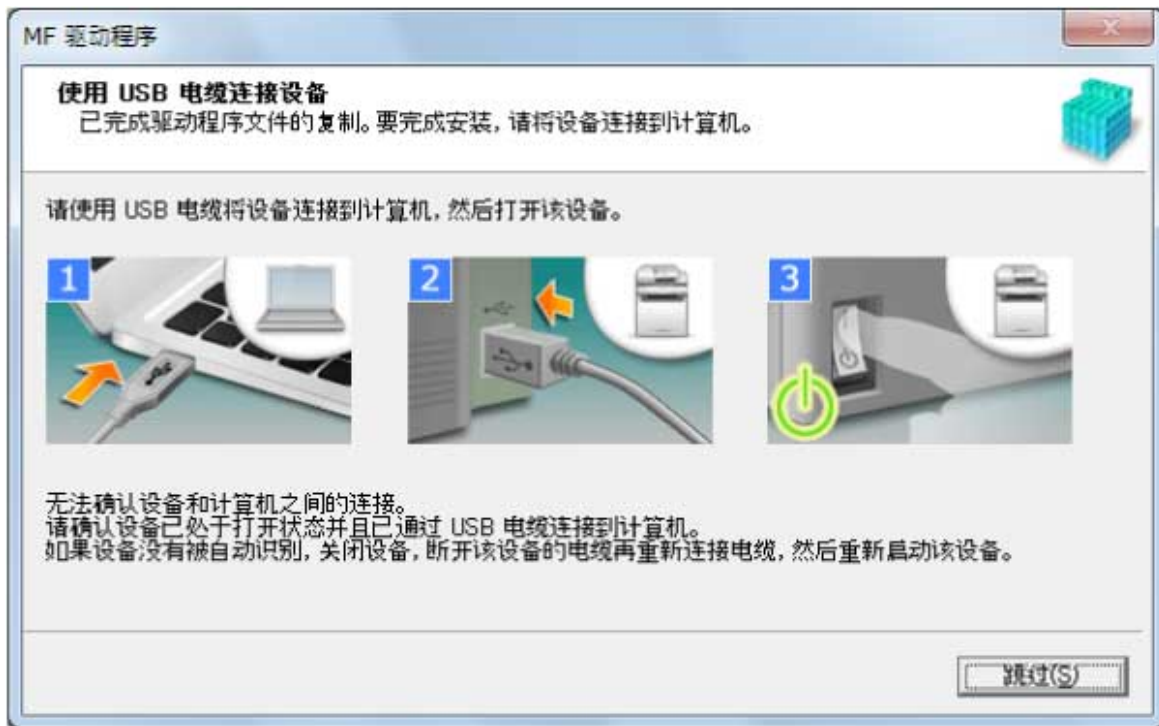 MF 驱动程序
使用 USB 电缆连接设备
已完成驱动程序文件的复制。要完成安装，请将设备连接到计算机。
请使用 USB 电缆将设备连接到计算机，然后打开该设备。
1
2
3
无法确认设备和计算机之间的连接。
请确认设备已处于打开状态并且已通过 USB 电缆连接到计算机。
如果设备没有被自动识别，关闭设备，断开该设备的电缆再重新连接电缆，然后重新启动该设备。
跳过(S)